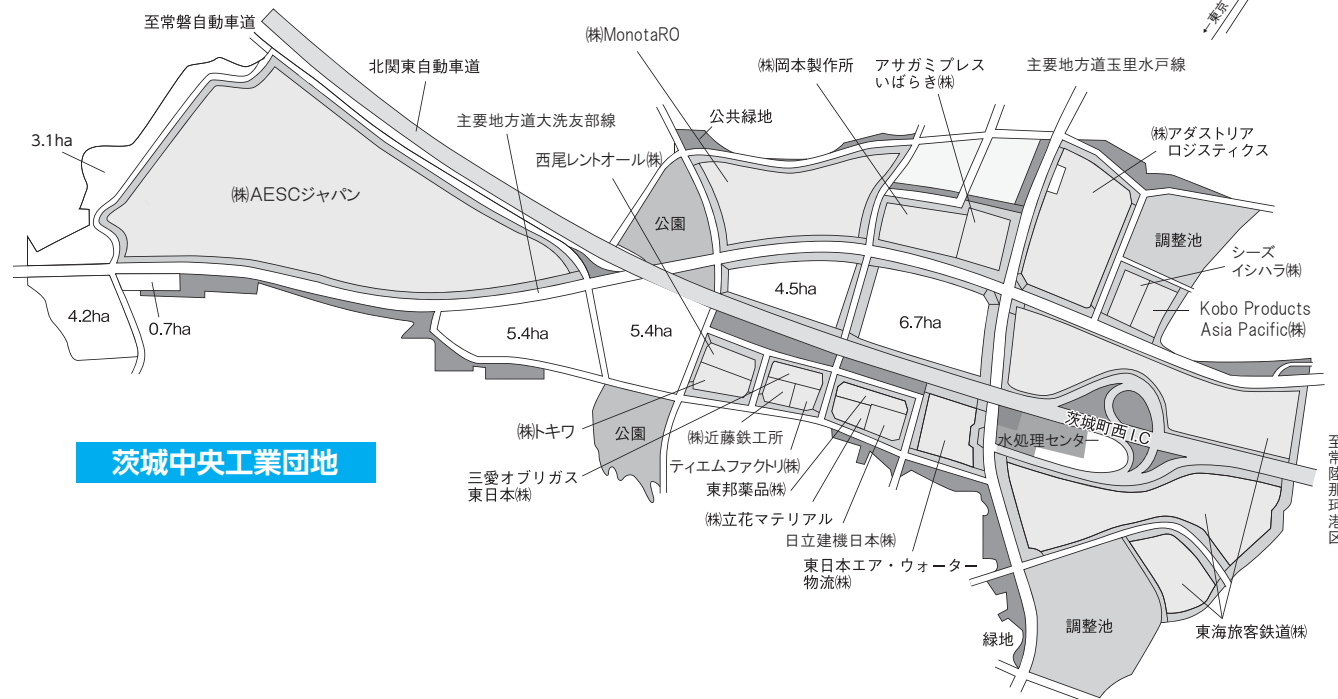 ←東京
至常磐自動車道
㈱MonotaRO
北関東自動車道
㈱岡本製作所
アサガミプレス
いばらき㈱
主要地方道玉里水戸線
主要地方道大洗友部線
公共緑地
㈱アダストリア
ロジスティクス
3.1ha
西尾レントオール㈱
㈱AESCジャパン
公園
調整池
シーズ
イシハラ㈱
4.5ha
4.2ha
0.7ha
5.4ha
5.4ha
6.7ha
Kobo Products
Asia Pacific㈱
茨城町西I.C
㈱トキワ
公園
㈱近藤鉄工所
水処理センター
茨城中央工業団地
三愛オブリガス
東日本㈱
ティエムファクトリ㈱
東邦薬品㈱
㈱立花マテリアル
日立建機日本㈱
東日本エア・ウォーター
物流㈱
至常陸那珂港区
緑地
調整池
東海旅客鉄道㈱